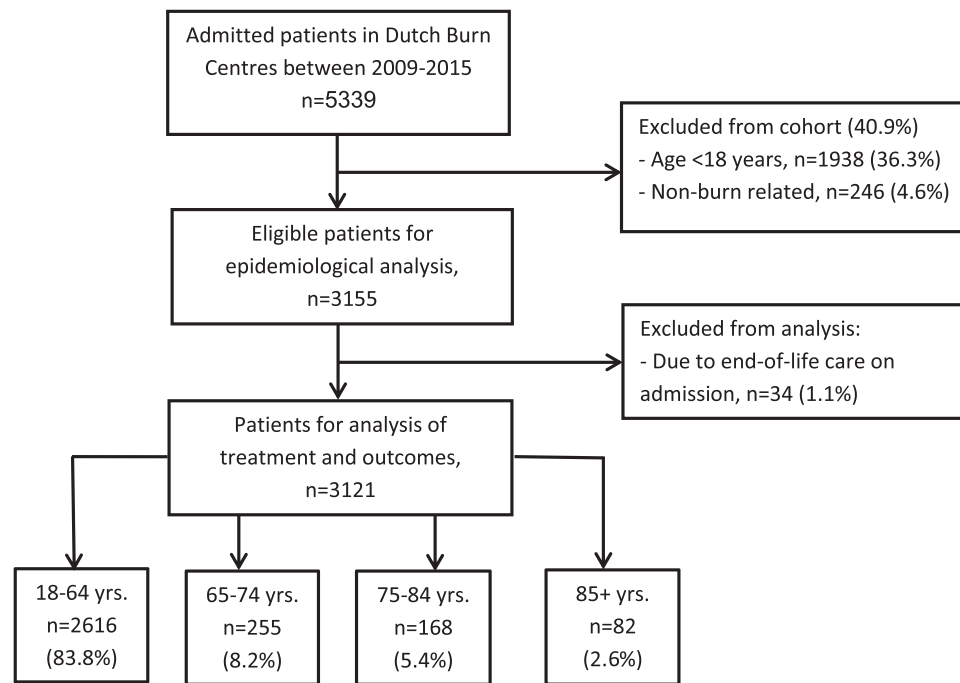 Admitted patients in Dutch Burn
Centres between 2009-2015
n=5339
Excluded from cohort (40.9%)
- Age <18 years, n=1938 (36.3%)
- Non-burn related, n=246 (4.6%)
Eligible patients for
epidemiological analysis,
n=3155
Excluded from analysis:
- Due to end-of-life care on
admission, n=34 (1.1%)
Patients for analysis of
treatment and outcomes,
n=3121
18-64 yrs.
n=2616
(83.8%)
65-74 yrs.
n=255
(8.2%)
75-84 yrs.
n=168
(5.4%)
85+ yrs.
n=82
(2.6%)